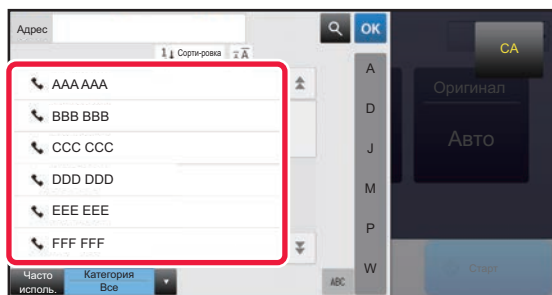 Адрес
OK
CA
1 Сорти-ровка
A
AAA AAA
Оригинал
BBB BBB
D
Авто
CCC CCC
J
DDD DDD
M
EEE EEE
P
FFF FFF
Часто исполь.
Категория
Все
ABC
W
Старт